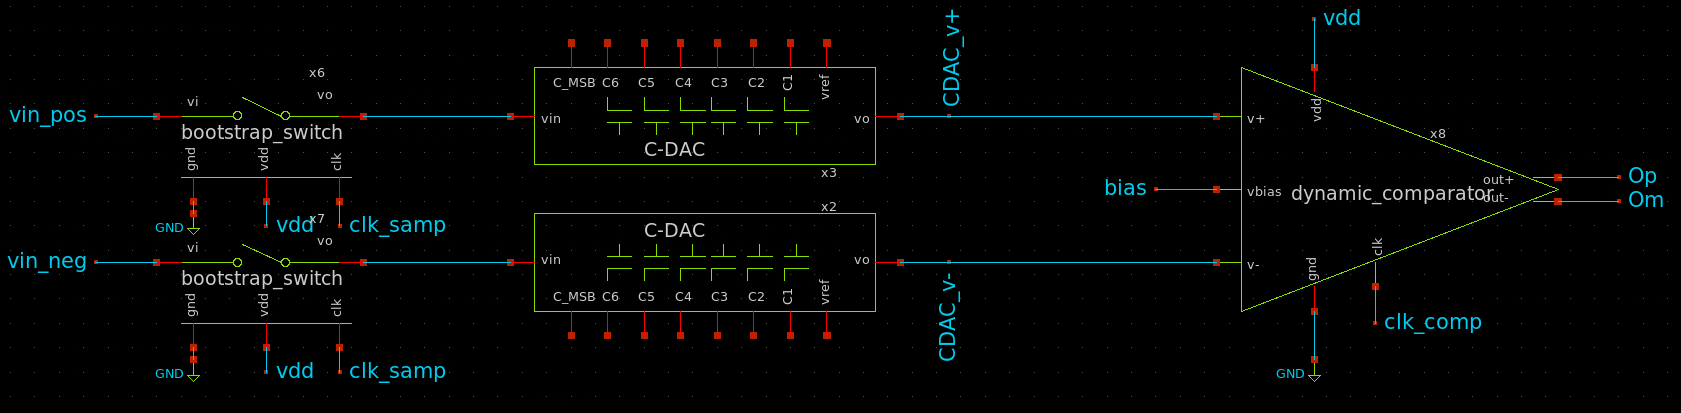 vin_pos
vi
x6
vo
bootstrap_switch
gnd
vdd
clk
GND
vdd
clk_samp
C_MSB C6 C5 C4 C3 C2 C1 vref
vin
vo
C-DAC
x3
CDAC_v+
vin_neg
vi
x7
vo
bootstrap_switch
gnd
vdd
clk
GND
vdd
clk_samp
x2
C-DAC
vin
vo
C_MSB C6 C5 C4 C3 C2 C1 vref
CDAC_v-
vdd
vdd
v+
x8
bias
vbias
dynamic_comparator
out+
out-
Op
Om
v-
gnd
clk
clk_comp
GND